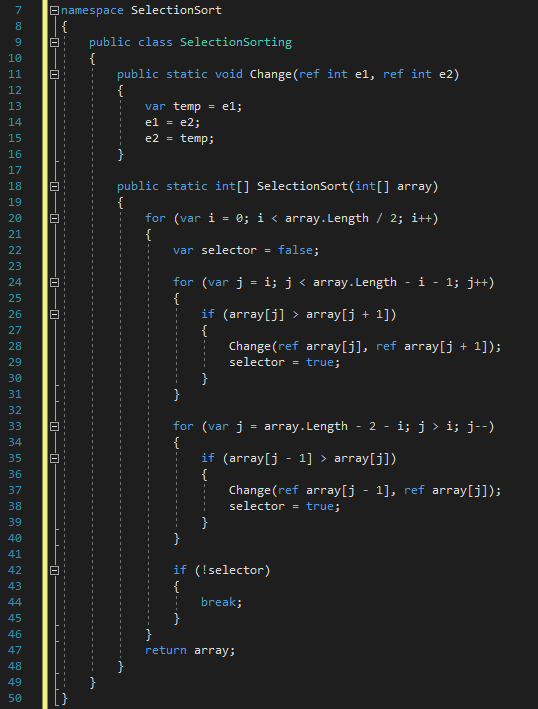 7 namespace SelectionSort
8 {
9 public class SelectionSorting
10 {
11 public static void Change(ref int e1, ref int e2)
12 {
13 var temp = e1;
14 e1 = e2;
15 e2 = temp;
16 }
17
18 public static int[] SelectionSort(int[] array)
19 {
20 for (var i = 0; i < array.Length / 2; i++)
21 {
22 var selector = false;
23
24 for (var j = i; j < array.Length - i - 1; j++)
25 {
26 if (array[j] > array[j + 1])
27 {
28 Change(ref array[j], ref array[j + 1]);
29 selector = true;
30 }
31 }
32
33 for (var j = array.Length - 2 - i; j > i; j--)
34 {
35 if (array[j - 1] > array[j])
36 {
37 Change(ref array[j - 1], ref array[j]);
38 selector = true;
39 }
40 }
41
42 if (!selector)
43 {
44 break;
45 }
46 }
47 return array;
48 }
49 }
50 }